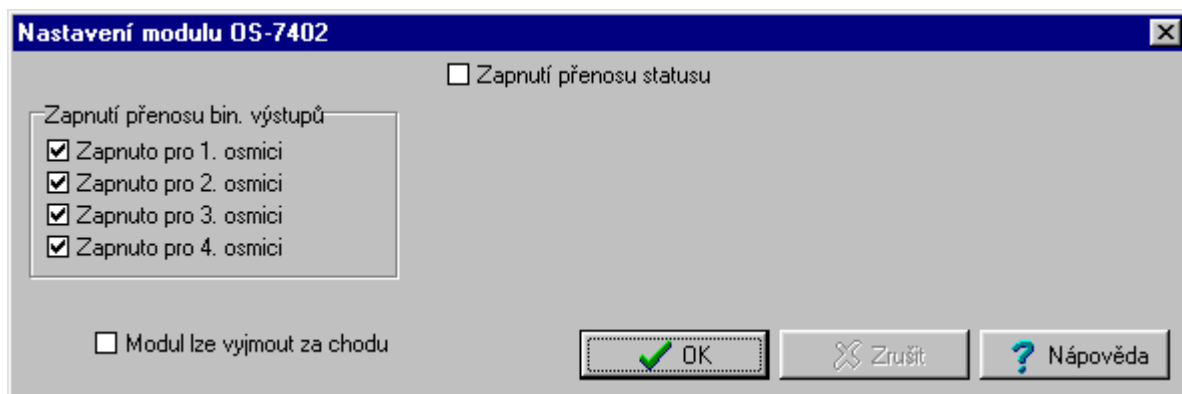 Nastavení modulu OS-7402
Zapnutí přenosu statusu
Zapnutí přenosu bin. výstupů
Zapnuto pro 1. osmici
Zapnuto pro 2. osmici
Zapnuto pro 3. osmici
Zapnuto pro 4. osmici
Modul lze vyjmout za chodu
OK
Zrušit
? Nápověda